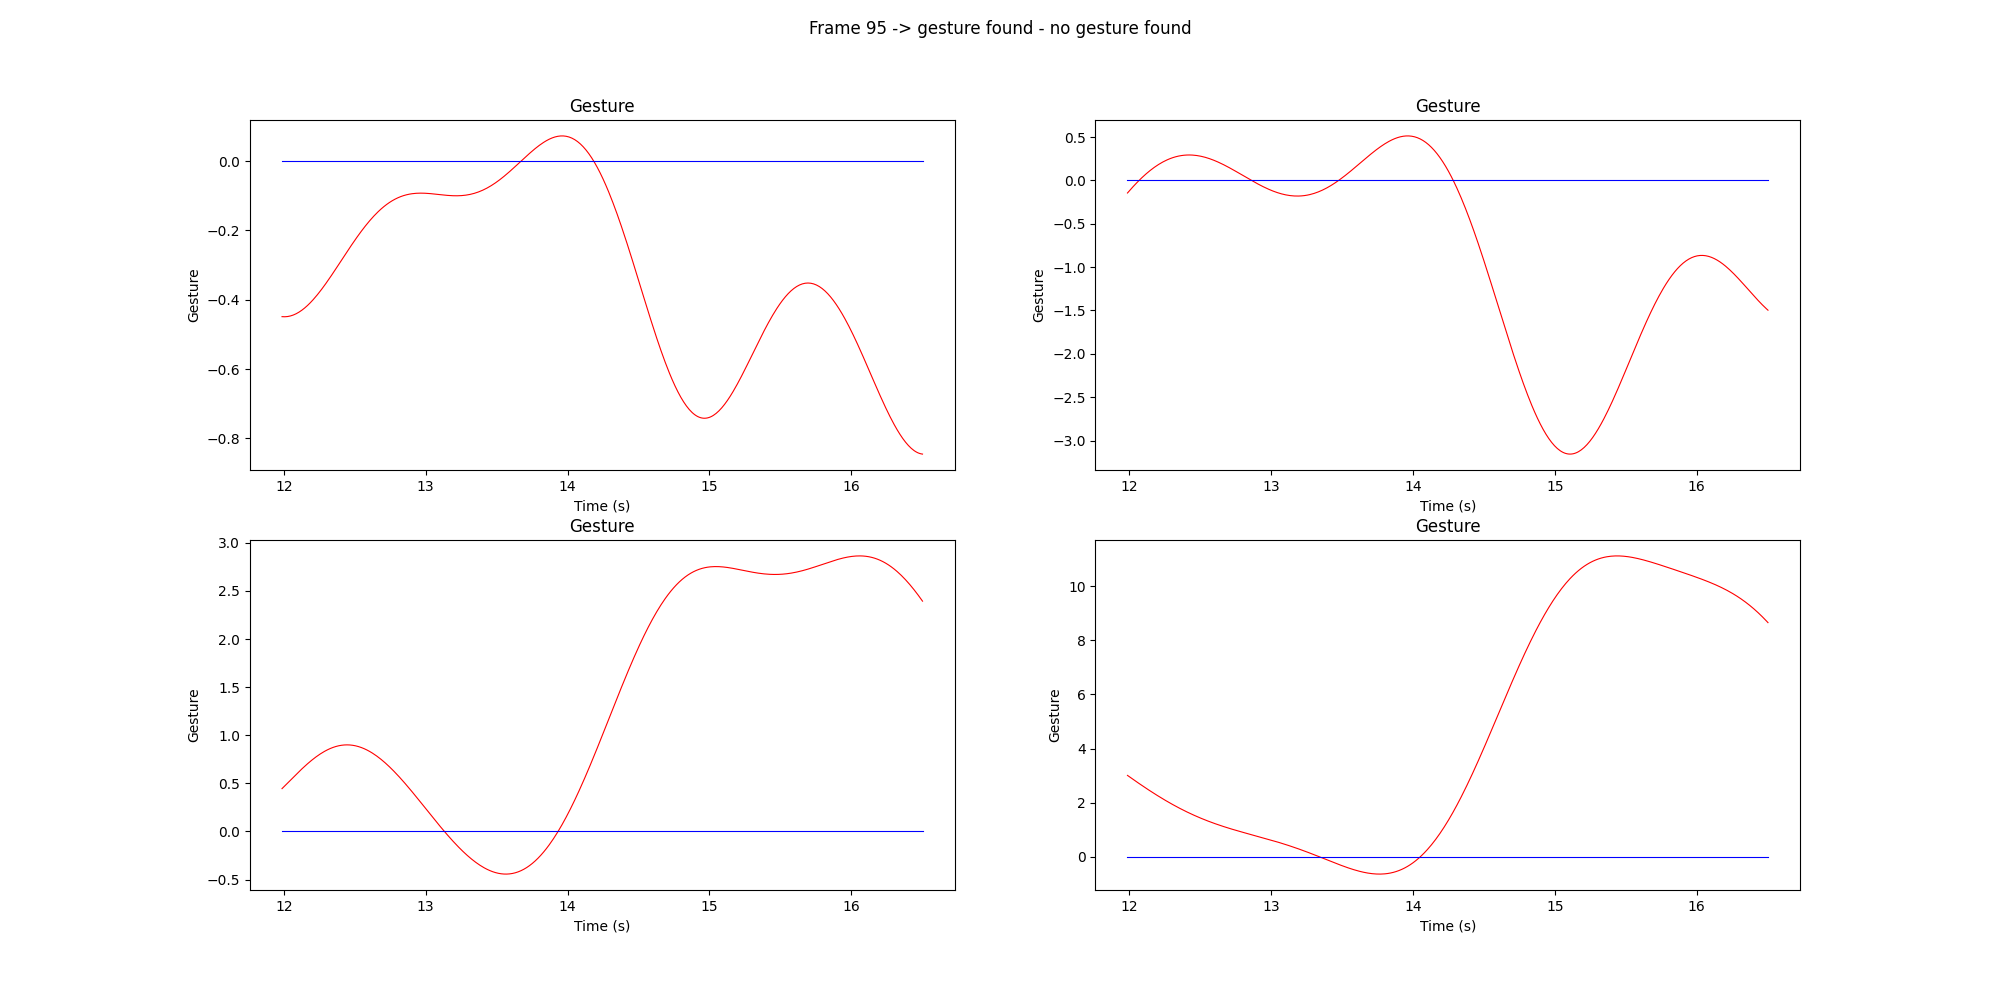 Frame 95 -> gesture found - no gesture found
Gesture
Gesture
0.0
−0.2
−0.4
−0.6
−0.8
Gesture
12 13 14 15 16
Time (s)
Gesture
0.5
0.0
−0.5
−1.0
−1.5
−2.0
−2.5
−3.0
Gesture
12 13 14 15 16
Time (s)
Gesture
3.0
2.5
2.0
1.5
1.0
0.5
0.0
−0.5
Gesture
12 13 14 15 16
Time (s)
Gesture
10
8
6
4
2
0
12 13 14 15 16
Time (s)